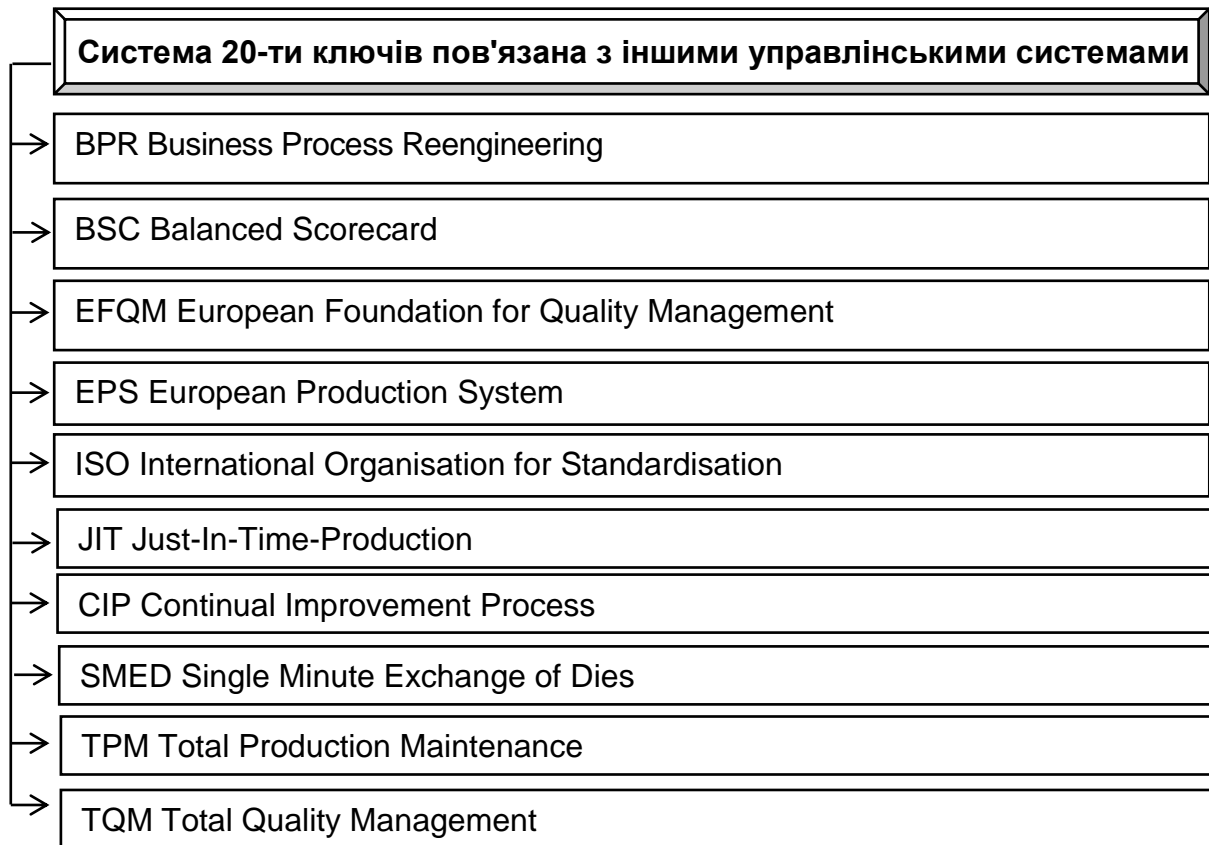 Система 20-ти ключів пов'язана з іншими управлінськими системами
BPR Business Process Reengineering
BSC Balanced Scorecard
EFQM European Foundation for Quality Management
EPS European Production System
ISO International Organisation for Standardisation
JIT Just-In-Time-Production
CIP Continual Improvement Process
SMED Single Minute Exchange of Dies
TPM Total Production Maintenance
TQM Total Quality Management